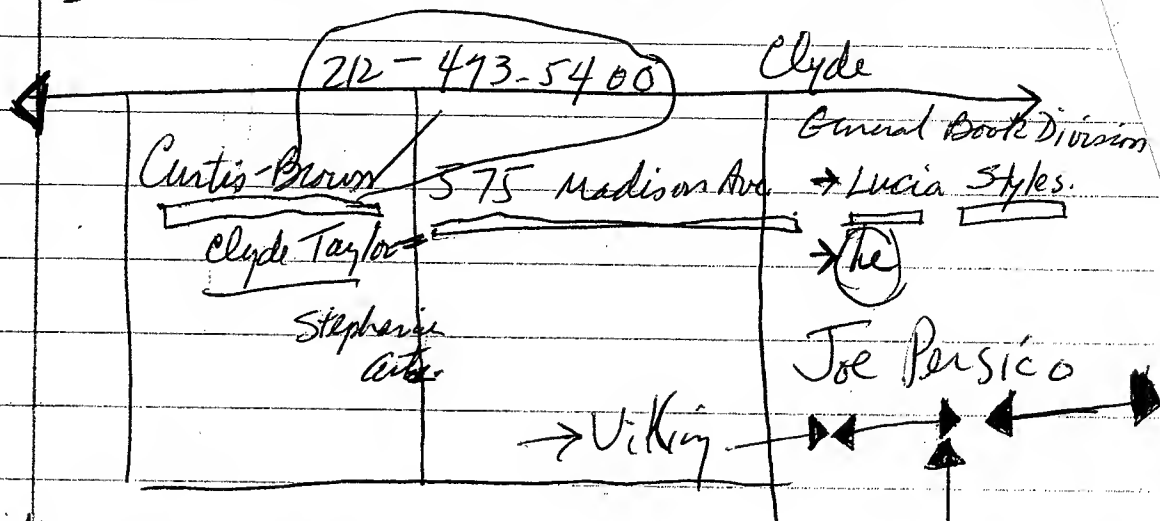 212-473-5400
Clyde
General Book Division
Curtis-Brown 575 Madison Ave. → Lucia Styles.
Clyde Taylor = → he
Stephanie
Joe Persico
→ Viking